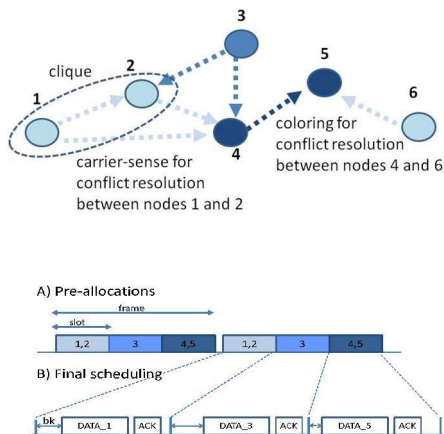 3
5
2
clique
6
1
4
coloring for
conflict resolution
between nodes 4 and 6
carrier-sense for
conflict resolution
between nodes 1 and 2
A) Pre-allocations
frame
slot
1,2 3 4,5 1,2 3 4,5
B) Final scheduling
bk DATA_1 ACK DATA_3 ACK DATA_5 ACK